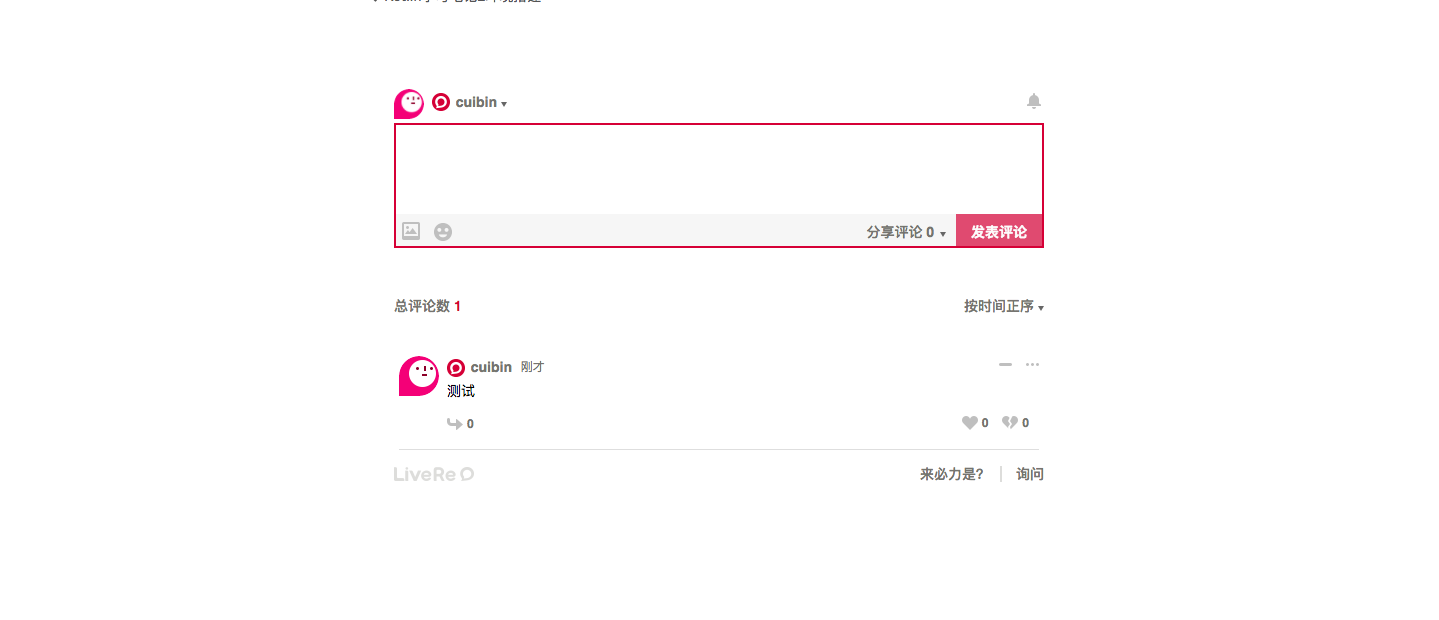 cuibin
分享评论 0
发表评论
总评论数 1
按时间正序
cuibin 刚才
测试
0
0 0
LiveRe
来必力是? | 询问